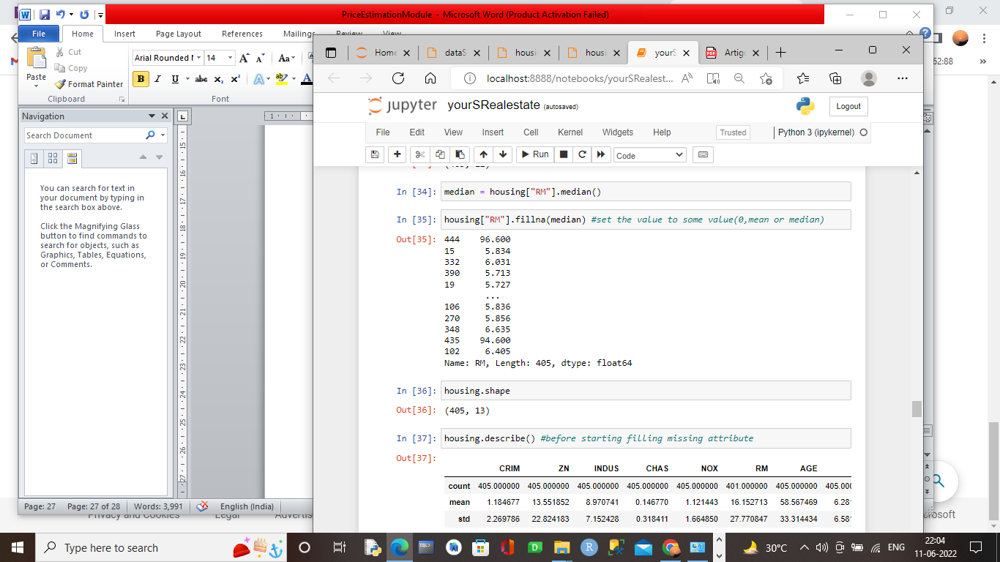 PriceEstimationModule - Microsoft Word (Product Activation Failed)
File Home Insert Page Layout References Mailings Review View
Cut
Copy
Format Painter
Paste
Clipboard
Arial Rounded 14
Font
Home dataS housi housi yourS Artig
localhost:8888/notebooks/yourSRealest...
62:88
jupyter yourSRealestate (autosaved)
Logout
File Edit View Insert Cell Kernel Widgets Help
Trusted
Python 3 (ipykernel)
Run
Code
Navigation
Search Document
You can search for text in
your document by typing in
the search box above.
Click the Magnifying Glass
button to find commands to
search for objects, such as
Graphics, Tables, Equations,
or Comments.
In [34]: median = housing["RM"].median()
In [35]: housing["RM"].fillna(median) #set the value to some value(0,mean or median)
Out[35]: 444 96.600
15 5.834
332 6.031
390 5.713
19 5.727
...
106 5.836
270 5.856
348 6.635
435 94.600
102 6.405
Name: RM, Length: 405, dtype: float64
In [36]: housing.shape
Out[36]: (405, 13)
In [37]: housing.describe() #before starting filling missing attribute
Out[37]:
CRIM ZN INDUS CHAS NOX RM AGE
count 405.000000 405.000000 405.000000 405.000000 405.000000 401.000000 405.000000 405.00
mean 1.184677 13.551852 8.970741 0.146770 1.121443 16.152713 58.567469 6.28
std 2.269786 22.824183 7.152428 0.318411 1.664850 27.770847 33.314434 6.58
Page: 27 Page: 27 of 28 Words: 3,991 English (India)
Privacy and Cookies Legal Advertis
crosoft
Type here to search
30°C
ENG
22:04
11-06-2022